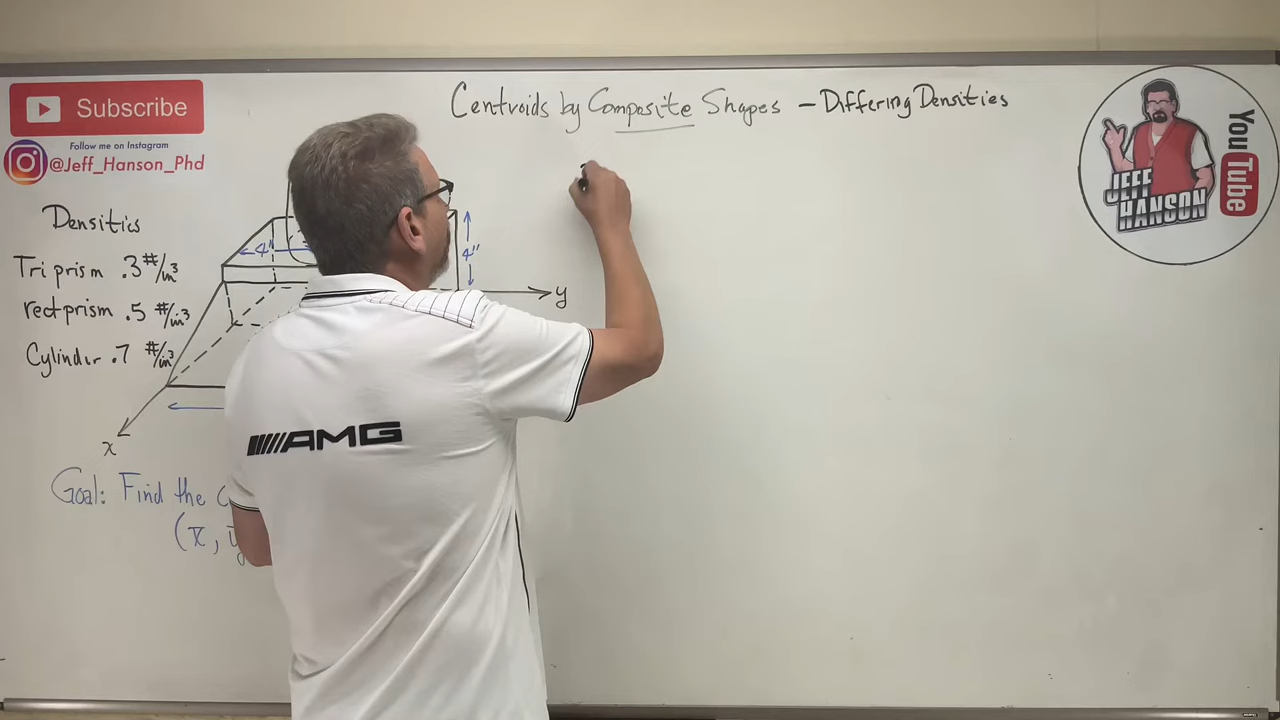 Subscribe
Follow me on Instagram
@Jeff_Hanson_Phd
Centroids by Composite Shapes - Differing Densities
YouTube
JEFF
HANSON
Densities
Tri prism .3 #/in³
rect prism .5 #/in³
Cylinder .7 #/in³
4"
4"
y
x
Goal: Find the
(x̄,
AMG